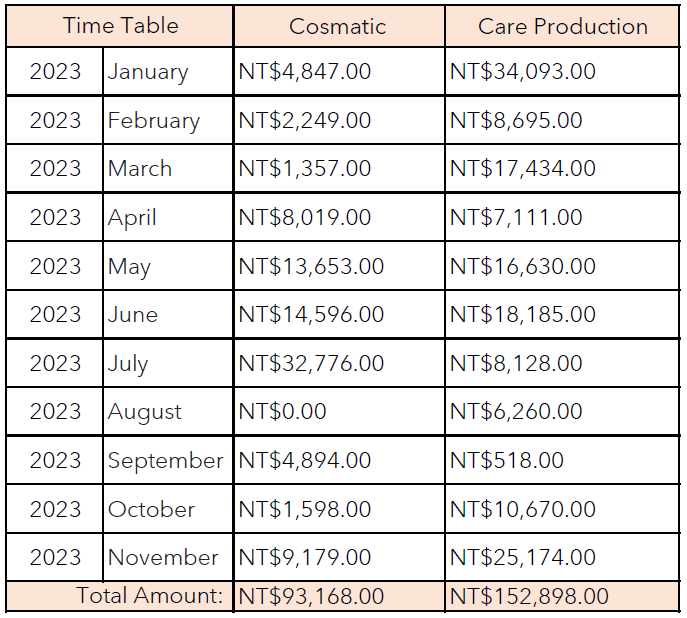 Time Table Cosmatic Care Production
2023 January NT$4,847.00 NT$34,093.00
2023 February NT$2,249.00 NT$8,695.00
2023 March NT$1,357.00 NT$17,434.00
2023 April NT$8,019.00 NT$7,111.00
2023 May NT$13,653.00 NT$16,630.00
2023 June NT$14,596.00 NT$18,185.00
2023 July NT$32,776.00 NT$8,128.00
2023 August NT$0.00 NT$6,260.00
2023 September NT$4,894.00 NT$518.00
2023 October NT$1,598.00 NT$10,670.00
2023 November NT$9,179.00 NT$25,174.00
Total Amount: NT$93,168.00 NT$152,898.00